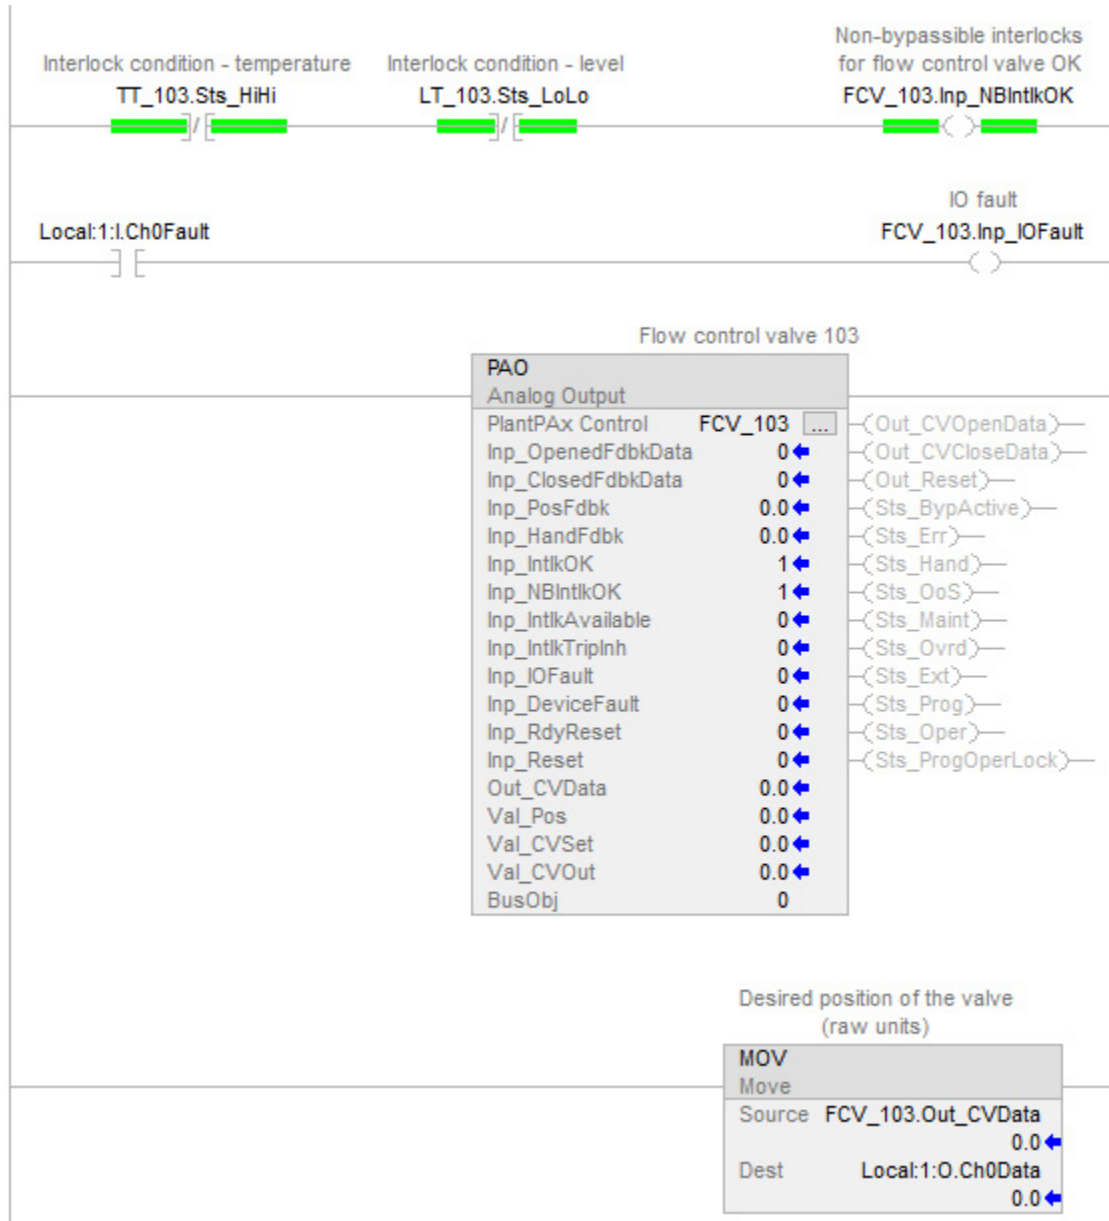 Interlock condition - temperature
TT_103.Sts_HiHi
Interlock condition - level
LT_103.Sts_LoLo
Non-bypassible interlocks
for flow control valve OK
FCV_103.Inp_NBIntlkOK
Local:1:I.Ch0Fault
IO fault
FCV_103.Inp_IOFault
Flow control valve 103
PAO
Analog Output
PlantPAx Control FCV_103 ...
Inp_OpenedFdbkData 0
Inp_ClosedFdbkData 0
Inp_PosFdbk 0.0
Inp_HandFdbk 0.0
Inp_IntlkOK 1
Inp_NBIntlkOK 1
Inp_IntlkAvailable 0
Inp_IntlkTripInh 0
Inp_IOFault 0
Inp_DeviceFault 0
Inp_RdyReset 0
Inp_Reset 0
Out_CVData 0.0
Val_Pos 0.0
Val_CVSet 0.0
Val_CVOut 0.0
BusObj 0
Out_CVOpenData
Out_CVCloseData
Out_Reset
Sts_BypActive
Sts_Err
Sts_Hand
Sts_OoS
Sts_Maint
Sts_Ovrd
Sts_Ext
Sts_Prog
Sts_Oper
Sts_ProgOperLock
Desired position of the valve
(raw units)
MOV
Move
Source FCV_103.Out_CVData
0.0
Dest Local:1:O.Ch0Data
0.0